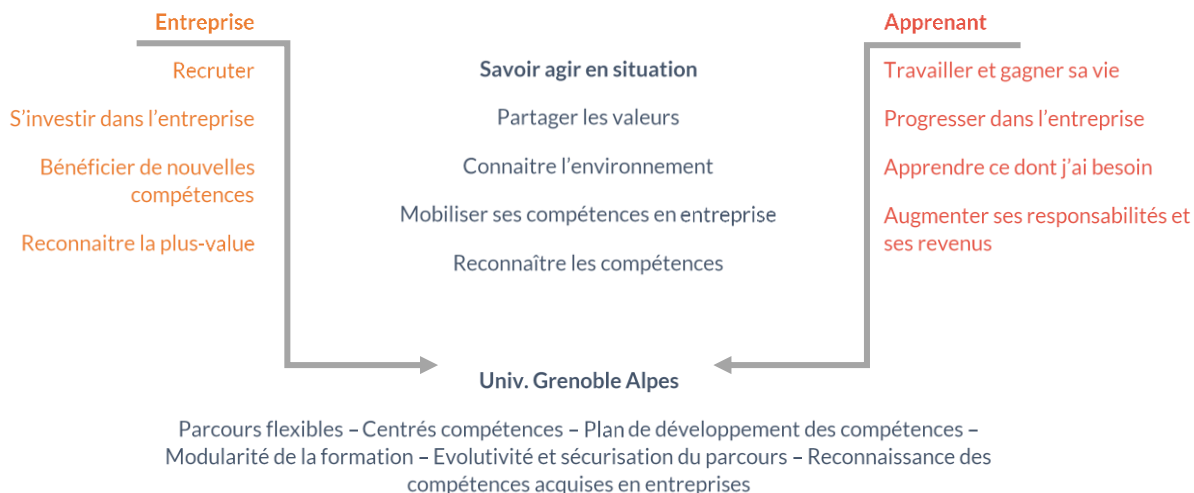 Entreprise
Recruter
S’investir dans l’entreprise
Bénéficier de nouvelles
compétences
Reconnaitre la plus-value
Savoir agir en situation
Partager les valeurs
Connaitre l’environnement
Mobiliser ses compétences en entreprise
Reconnaître les compétences
Apprenant
Travailler et gagner sa vie
Progresser dans l’entreprise
Apprendre ce dont j’ai besoin
Augmenter ses responsabilités et
ses revenus
Univ. Grenoble Alpes
Parcours flexibles – Centrés compétences – Plan de développement des compétences –
Modularité de la formation – Evolutivité et sécurisation du parcours – Reconnaissance des
compétences acquises en entreprises